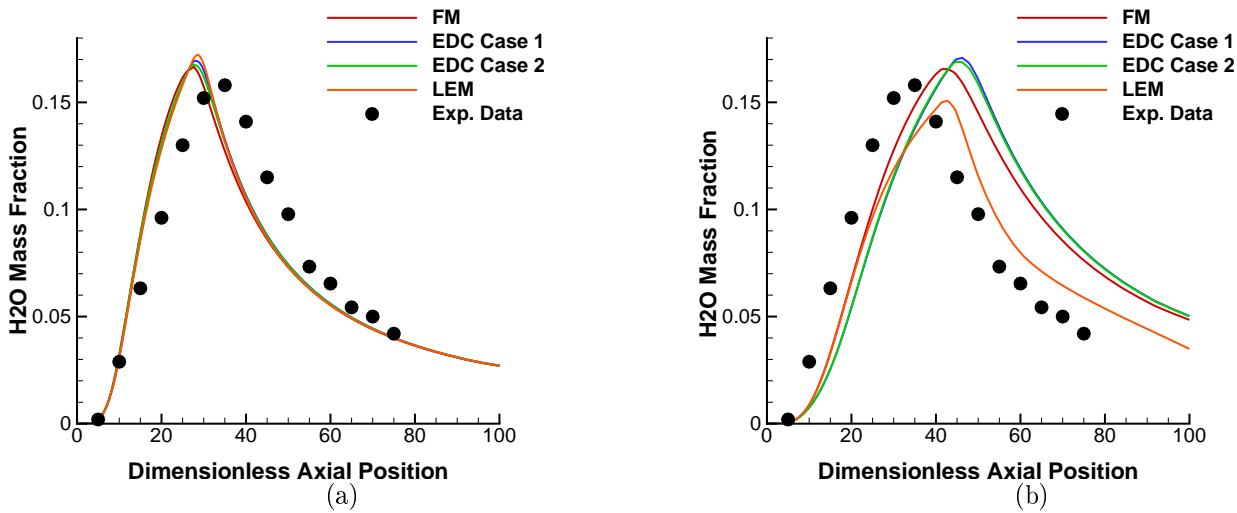 FM
EDC Case 1
EDC Case 2
LEM
Exp. Data
H2O Mass Fraction
0.15
0.1
0.05
0
0 20 40 60 80 100
Dimensionless Axial Position
(a)
FM
EDC Case 1
EDC Case 2
LEM
Exp. Data
H2O Mass Fraction
0.15
0.1
0.05
0
0 20 40 60 80 100
Dimensionless Axial Position
(b)